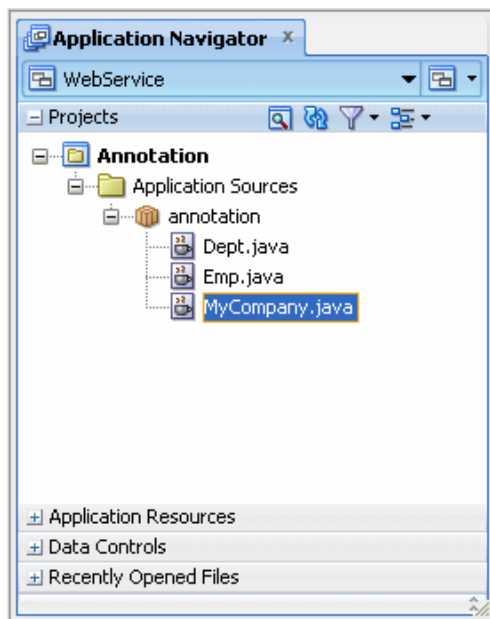 Application Navigator x
WebService
Projects
Annotation
Application Sources
annotation
Dept.java
Emp.java
MyCompany.java
Application Resources
Data Controls
Recently Opened Files